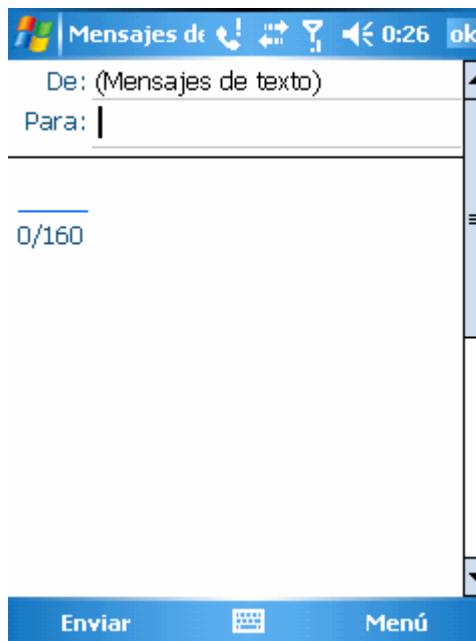 Mensajes de 0:26 ok
De: (Mensajes de texto)
Para:
0/160
Enviar Menú